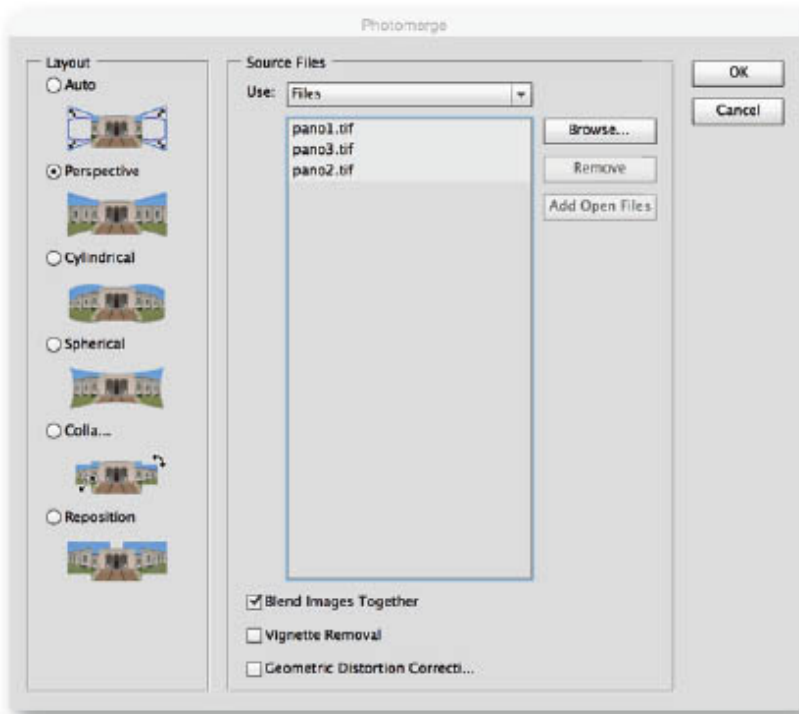 Photomerge
Layout
Auto
Perspective
Cylindrical
Spherical
Colla...
Reposition
Source Files
Use: Files
pano1.tif
pano3.tif
pano2.tif
Browse...
Remove
Add Open Files
Blend Images Together
Vignette Removal
Geometric Distortion Correcti...
OK
Cancel